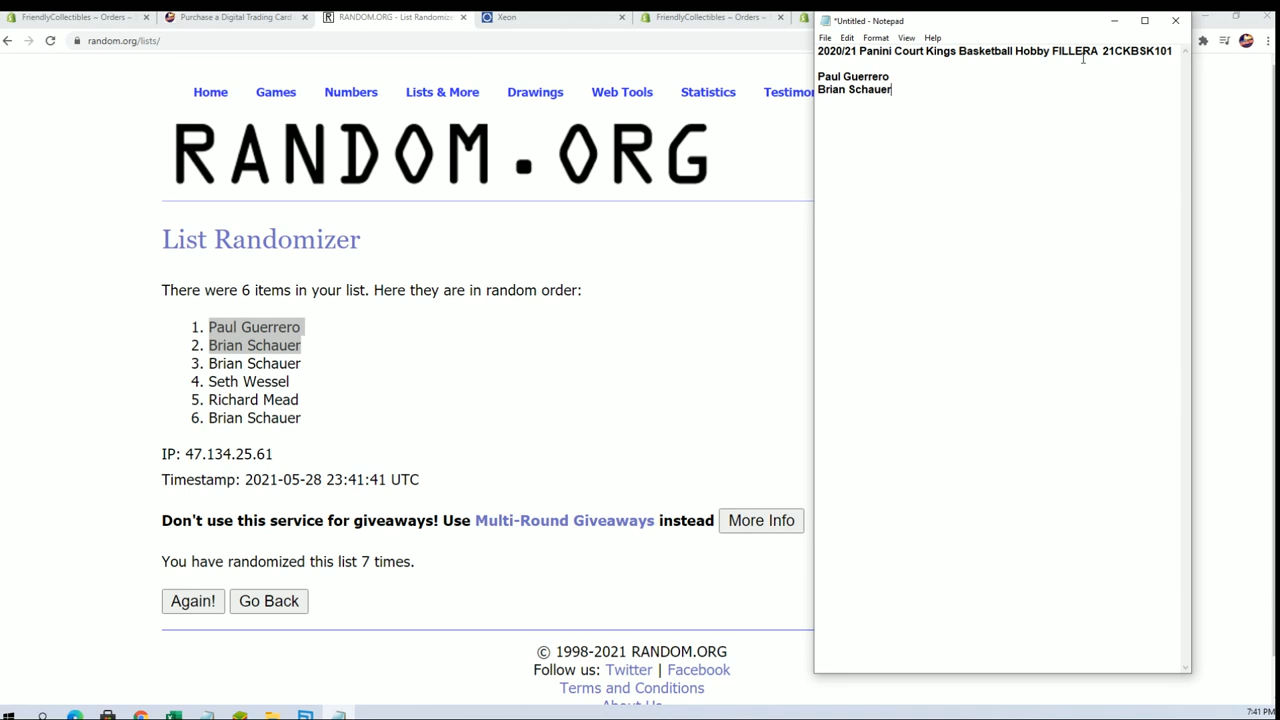 FriendlyCollectibles ~ Orders ~
Purchase a Digital Trading Card
RANDOM.ORG - List Randomizer
Xeon
FriendlyCollectibles ~ Orders ~
random.org/lists/
Home
Games
Numbers
Lists & More
Drawings
Web Tools
Statistics
Testimo
RANDOM.ORG
List Randomizer
There were 6 items in your list. Here they are in random order:
1. Paul Guerrero
2. Brian Schauer
3. Brian Schauer
4. Seth Wessel
5. Richard Mead
6. Brian Schauer
IP: 47.134.25.61
Timestamp: 2021-05-28 23:41:41 UTC
Don't use this service for giveaways! Use Multi-Round Giveaways instead
More Info
You have randomized this list 7 times.
Again!
Go Back
© 1998-2021 RANDOM.ORG
Follow us: Twitter | Facebook
Terms and Conditions
About Us
*Untitled - Notepad
File Edit Format View Help
2020/21 Panini Court Kings Basketball Hobby FILLERA 21CKBSK101
Paul Guerrero
Brian Schauer
7:41 PM